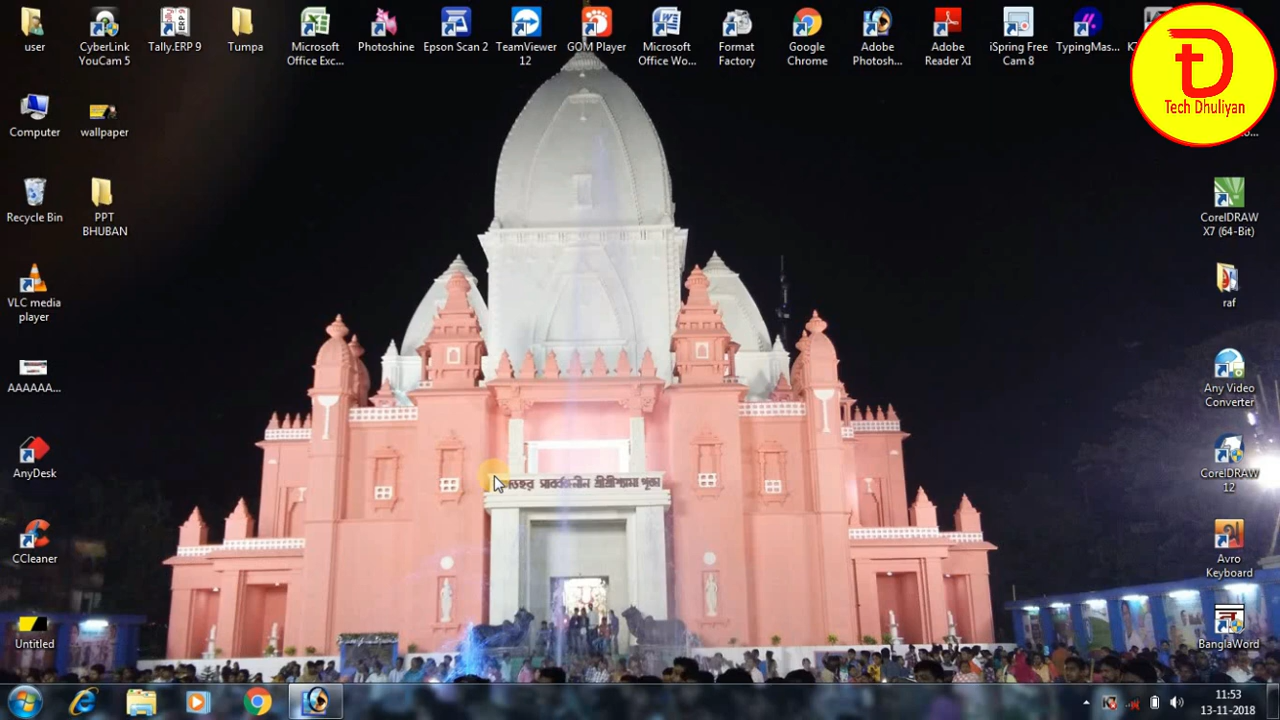 user
CyberLink
YouCam 5
Tally.ERP 9
Tumpa
Microsoft
Office Exc...
Photoshine
Epson Scan 2
TeamViewer
12
GOM Player
Microsoft
Office Wo...
Format
Factory
Google
Chrome
Adobe
Photosh...
Adobe
Reader XI
iSpring Free
Cam 8
TypingMas...
Tech Dhuliyan
Computer
wallpaper
Recycle Bin
PPT
BHUBAN
CorelDRAW
X7 (64-Bit)
VLC media
player
raf
AAAAAA...
Any Video
Converter
AnyDesk
সার্বজনীন শ্রীশ্রীশ্যামা পূজা
CorelDRAW
12
CCleaner
Avro
Keyboard
Untitled
BanglaWord
11:53
13-11-2018